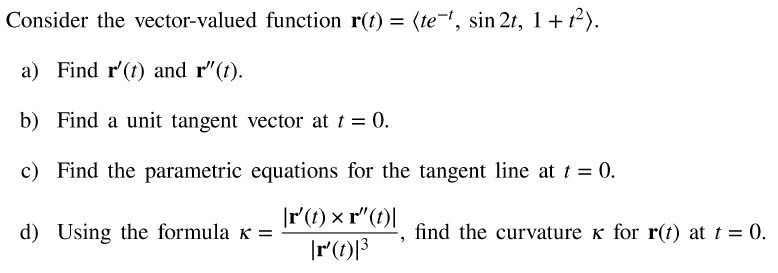 Consider the vector-valued function r(t) = ⟨te⁻ᵗ, sin 2t, 1 + t²⟩.
a) Find r′(t) and r″(t).
b) Find a unit tangent vector at t = 0.
c) Find the parametric equations for the tangent line at t = 0.
d) Using the formula κ = |r′(t) × r″(t)| / |r′(t)|³, find the curvature κ for r(t) at t = 0.